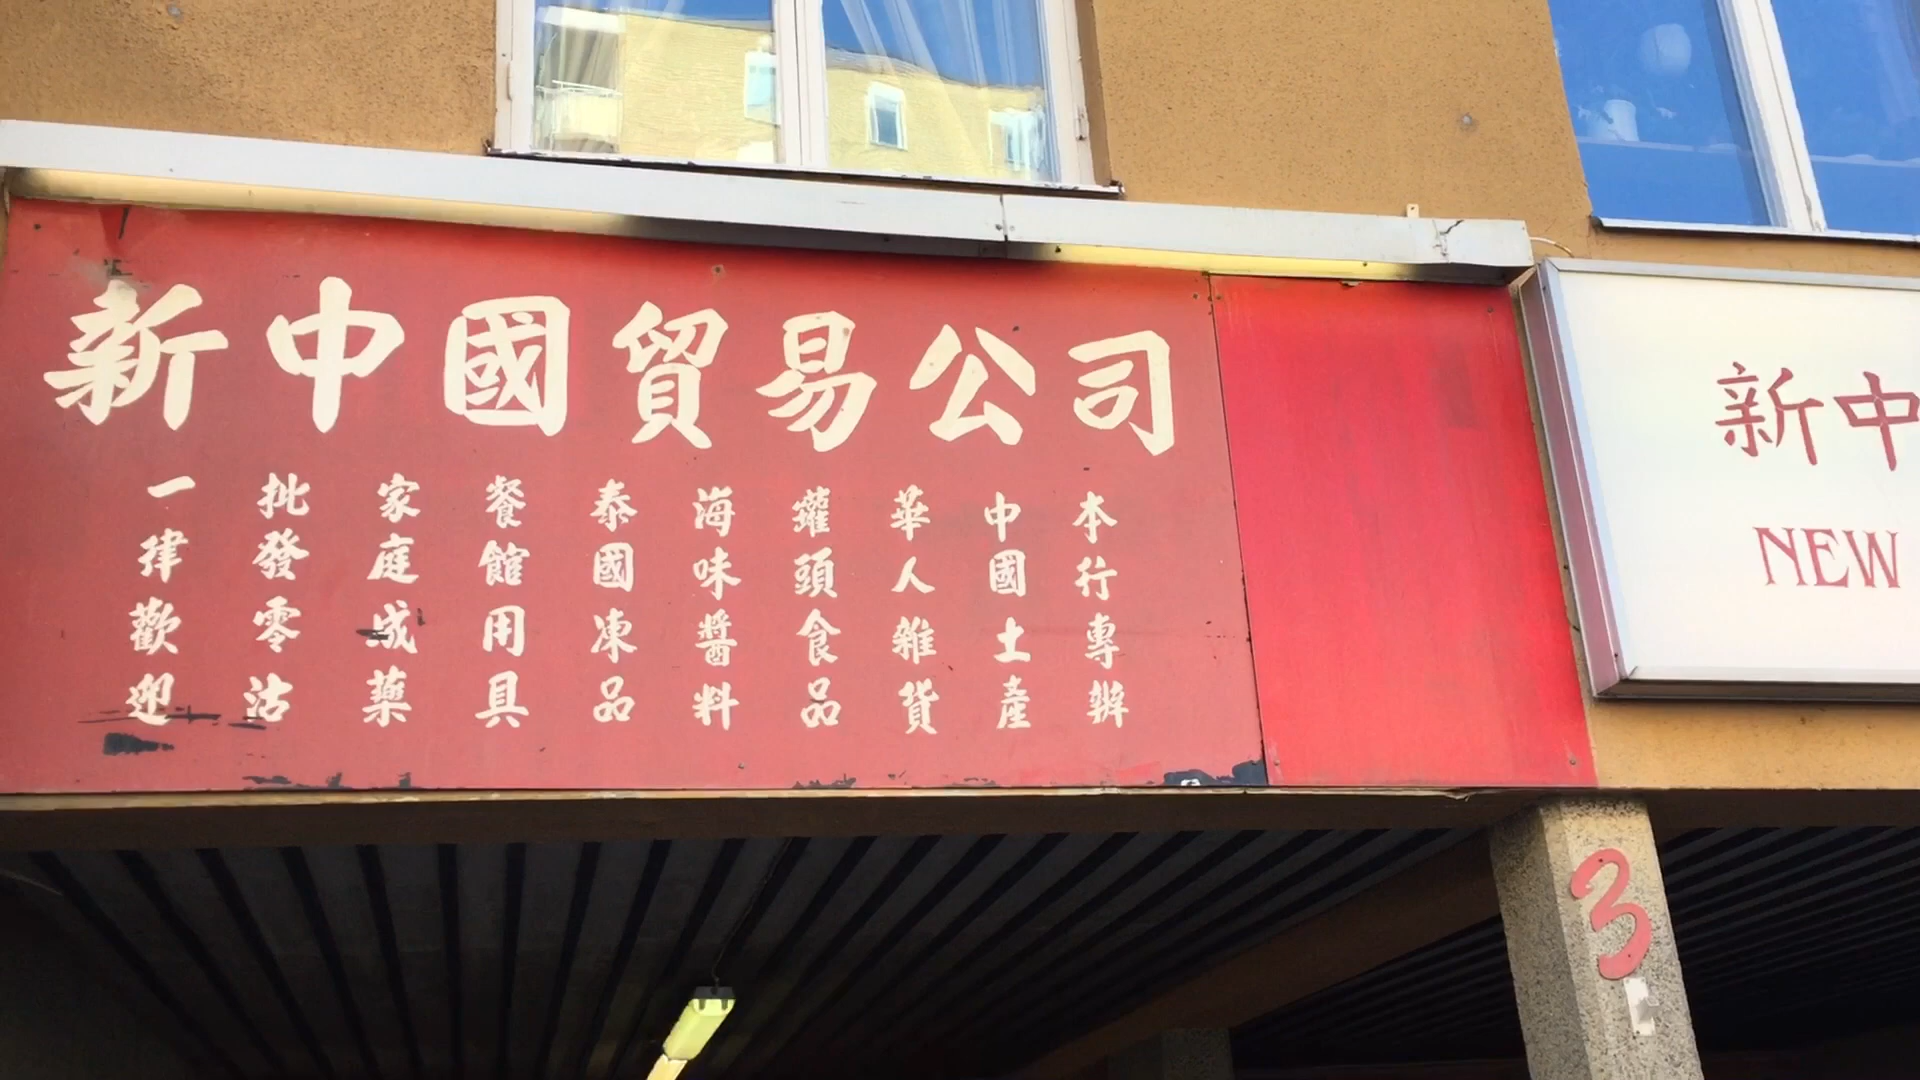 新中國貿易公司
本行專辦
中國土產
華人雜貨
罐頭食品
海味醬料
泰國凍品
餐館用具
家庭成藥
批發零沽
一律歡迎
新中
NEW
3